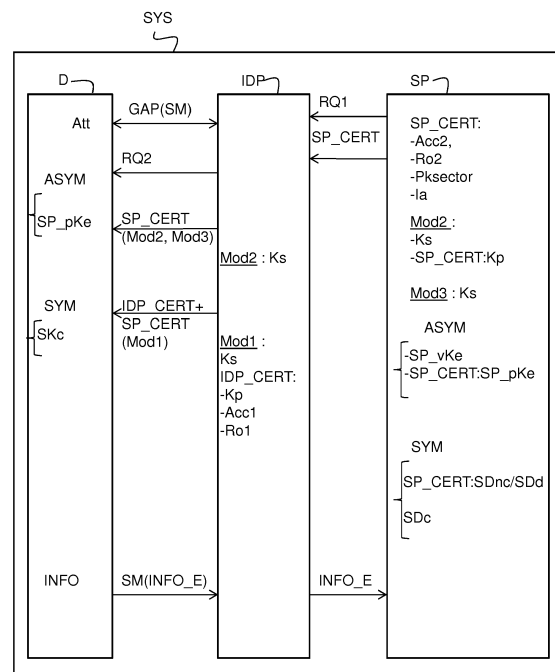 SYS
D
IDP
SP
Att
GAP(SM)
RQ1
SP_CERT
RQ2
ASYM
SP_pKe
SP_CERT
(Mod2, Mod3)
Mod2 : Ks
SYM
SKc
IDP_CERT+
SP_CERT
(Mod1)
Mod1 :
Ks
IDP_CERT:
-Kp
-Acc1
-Ro1
SP_CERT:
-Acc2,
-Ro2
-Pksector
-Ia
Mod2 :
-Ks
-SP_CERT:Kp
Mod3 : Ks
ASYM
-SP_vKe
-SP_CERT:SP_pKe
SYM
SP_CERT:SDnc/SDd
SDc
INFO
SM(INFO_E)
INFO_E